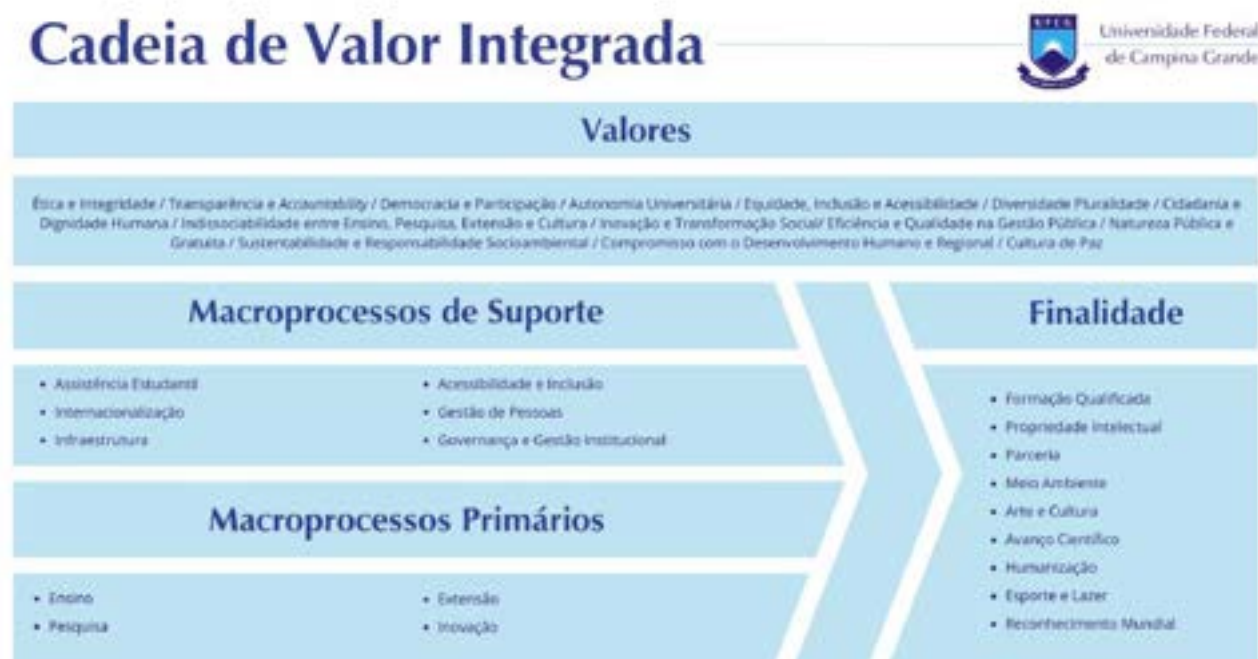 Cadeia de Valor Integrada
UFCG
Universidade Federal
de Campina Grande
Valores
Ética e Integridade / Transparência e Accountability / Democracia e Participação / Autonomia Universitária / Equidade, Inclusão e Acessibilidade / Diversidade Pluralidade / Cidadania e
Dignidade Humana / Indissociabilidade entre Ensino, Pesquisa, Extensão e Cultura / Inovação e Transformação Social/ Eficiência e Qualidade na Gestão Pública / Natureza Pública e
Gratuita / Sustentabilidade e Responsabilidade Socioambiental / Compromisso com o Desenvolvimento Humano e Regional / Cultura de Paz
Macroprocessos de Suporte
• Assistência Estudantil
• Internacionalização
• Infraestrutura
• Acessibilidade e Inclusão
• Gestão de Pessoas
• Governança e Gestão Institucional
Macroprocessos Primários
• Ensino
• Pesquisa
• Extensão
• Inovação
Finalidade
• Formação Qualificada
• Propriedade Intelectual
• Parceria
• Meio Ambiente
• Arte e Cultura
• Avanço Científico
• Humanização
• Esporte e Lazer
• Reconhecimento Mundial